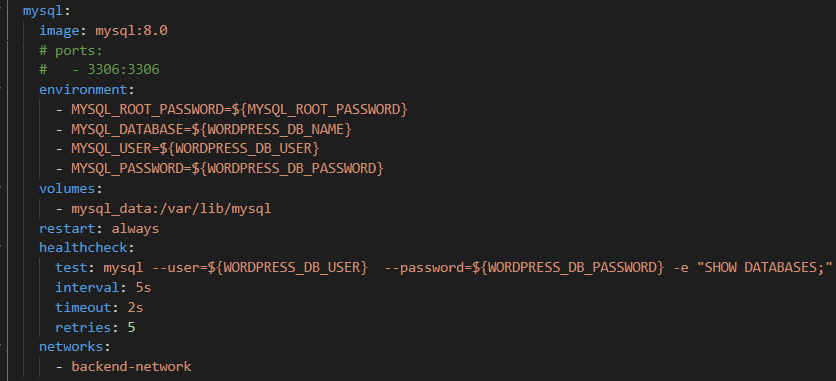 mysql:
  image: mysql:8.0
  # ports:
  #   - 3306:3306
  environment:
    - MYSQL_ROOT_PASSWORD=${MYSQL_ROOT_PASSWORD}
    - MYSQL_DATABASE=${WORDPRESS_DB_NAME}
    - MYSQL_USER=${WORDPRESS_DB_USER}
    - MYSQL_PASSWORD=${WORDPRESS_DB_PASSWORD}
  volumes:
    - mysql_data:/var/lib/mysql
  restart: always
  healthcheck:
    test: mysql --user=${WORDPRESS_DB_USER}  --password=${WORDPRESS_DB_PASSWORD} -e "SHOW DATABASES;"
    interval: 5s
    timeout: 2s
    retries: 5
  networks:
    - backend-network